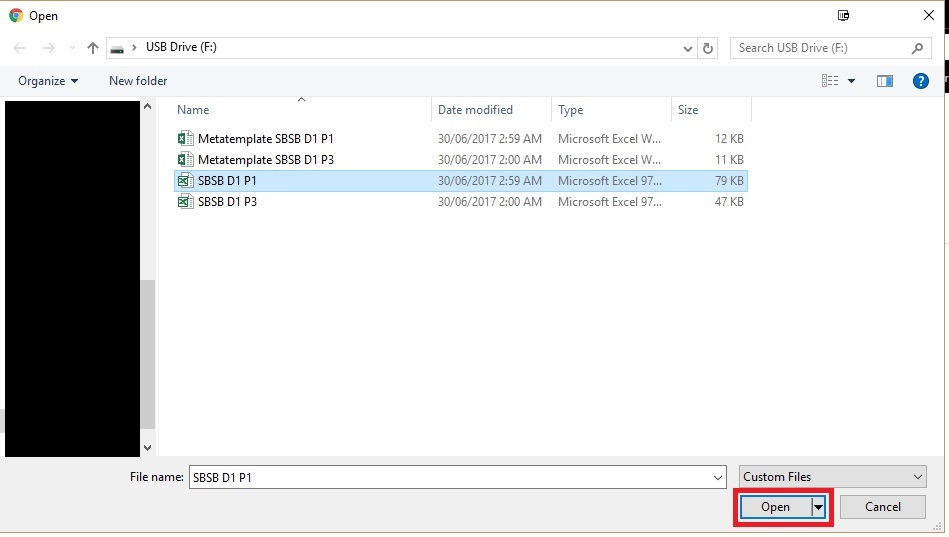 Open
USB Drive (F:)
Search USB Drive (F:)
Organize
New folder
?
Name Date modified Type Size
Metatemplate SBSB D1 P1 30/06/2017 2:59 AM Microsoft Excel W... 12 KB
Metatemplate SBSB D1 P3 30/06/2017 2:00 AM Microsoft Excel W... 11 KB
SBSB D1 P1 30/06/2017 2:59 AM Microsoft Excel 97... 79 KB
SBSB D1 P3 30/06/2017 2:00 AM Microsoft Excel 97... 47 KB
File name: SBSB D1 P1 Custom Files
Open Cancel